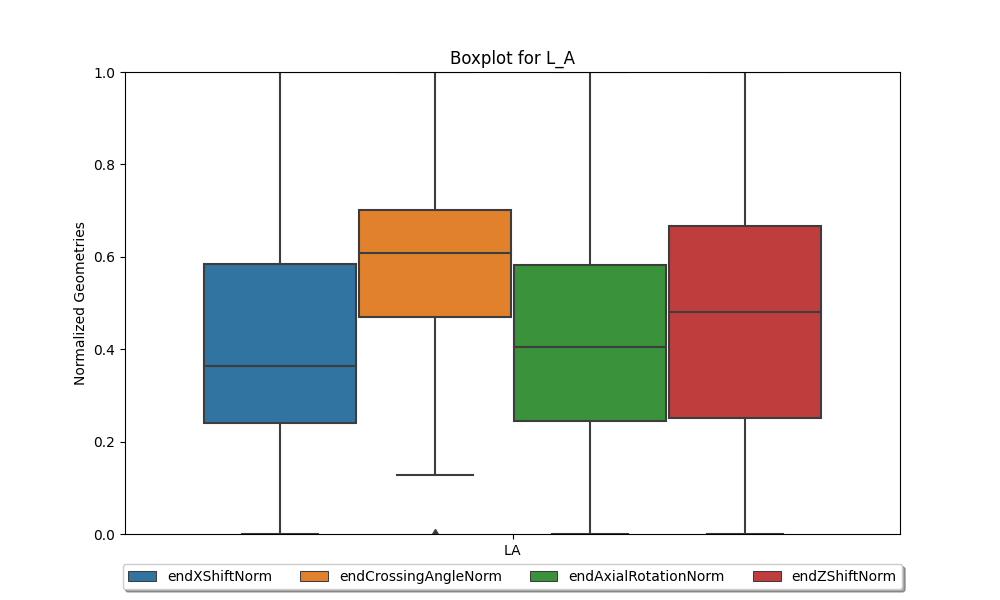 Boxplot for L_A
1.0
0.8
0.6
0.4
0.2
0.0
Normalized Geometries
LA
endXShiftNorm endCrossingAngleNorm endAxialRotationNorm endZShiftNorm